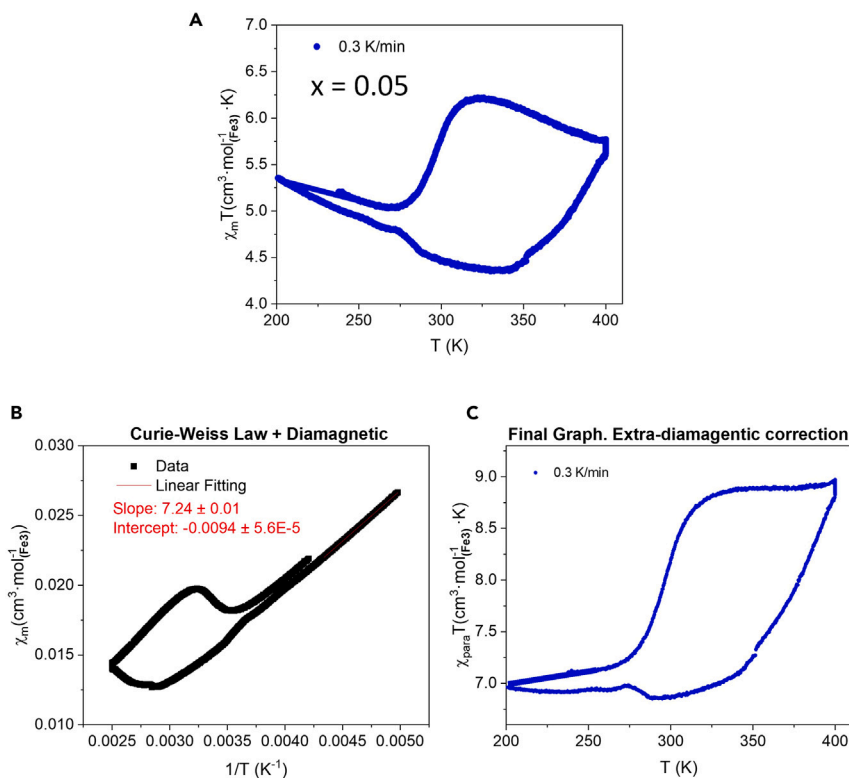 A
7.0
6.5
6.0
5.5
5.0
4.5
4.0
0.3 K/min
x = 0.05
χmT(cm³·mol⁻¹(Fe3)·K)
200 250 300 350 400
T (K)
B
Curie-Weiss Law + Diamagnetic
0.030
0.025
0.020
0.015
0.010
Data
Linear Fitting
Slope: 7.24 ± 0.01
Intercept: -0.0094 ± 5.6E-5
χm(cm³·mol⁻¹(Fe3))
0.0025 0.0030 0.0035 0.0040 0.0045 0.0050
1/T (K⁻¹)
C
Final Graph. Extra-diamagentic correction
9.0
8.5
8.0
7.5
7.0
0.3 K/min
χparaT(cm³·mol⁻¹(Fe3)·K)
200 250 300 350 400
T (K)